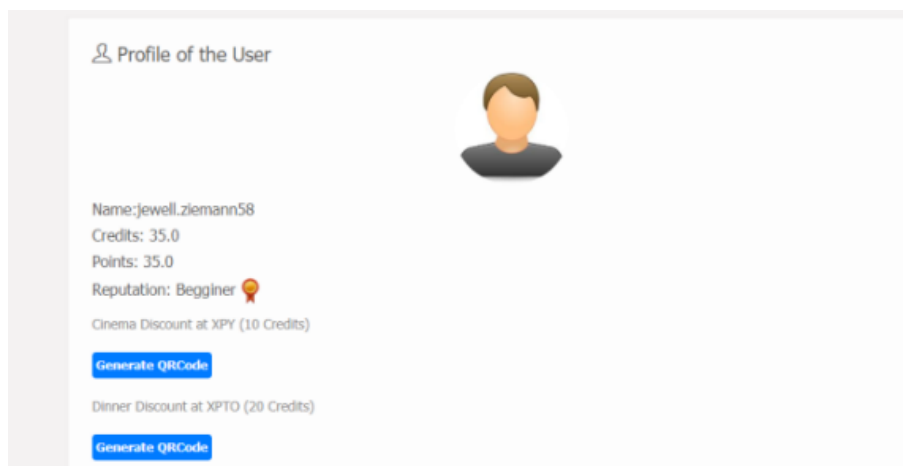 Profile of the User
Name:jewell.ziemann58
Credits: 35.0
Points: 35.0
Reputation: Begginer
Cinema Discount at XPY (10 Credits)
Generate QRCode
Dinner Discount at XPTO (20 Credits)
Generate QRCode